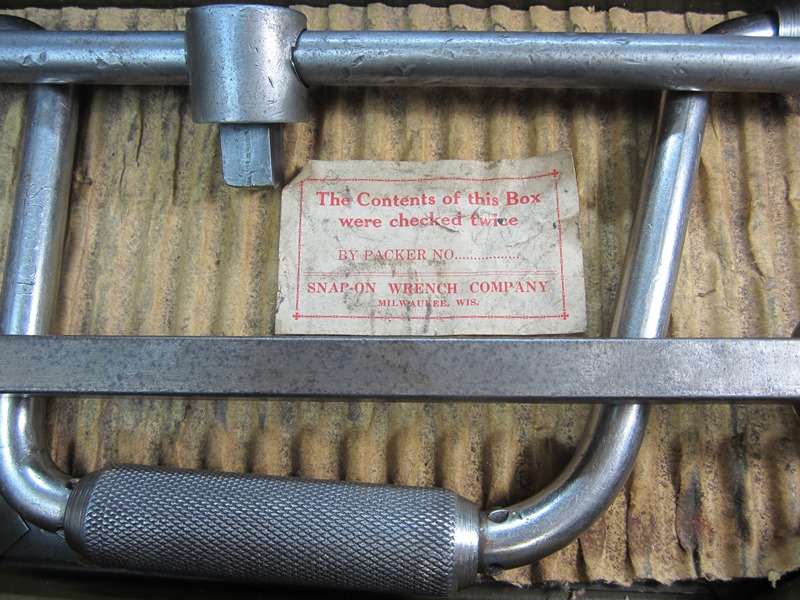 The Contents of this Box
were checked twice
BY PACKER NO................
SNAP-ON WRENCH COMPANY
MILWAUKEE, WIS.